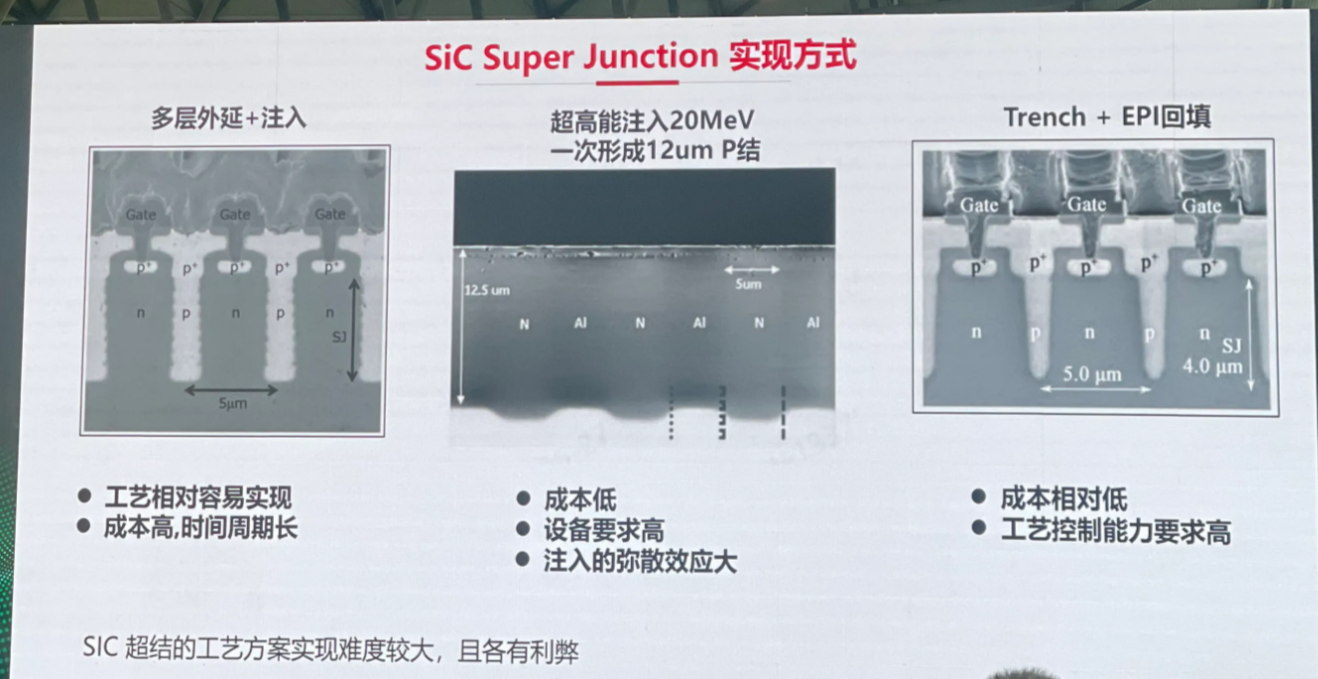 SiC Super Junction 实现方式
多层外延+注入
Gate Gate Gate
p+ p+ p+ p+ p+
n p n p n
SJ
5μm
超高能注入20MeV
一次形成12um P结
12.5 um
5um
N Al N Al N Al
Trench + EPI回填
Gate Gate Gate
p+ p+ p+ p+ p+
n p n p n
SJ
5.0 μm
4.0 μm
● 工艺相对容易实现
● 成本高,时间周期长
● 成本低
● 设备要求高
● 注入的弥散效应大
● 成本相对低
● 工艺控制能力要求高
SIC 超结的工艺方案实现难度较大，且各有利弊